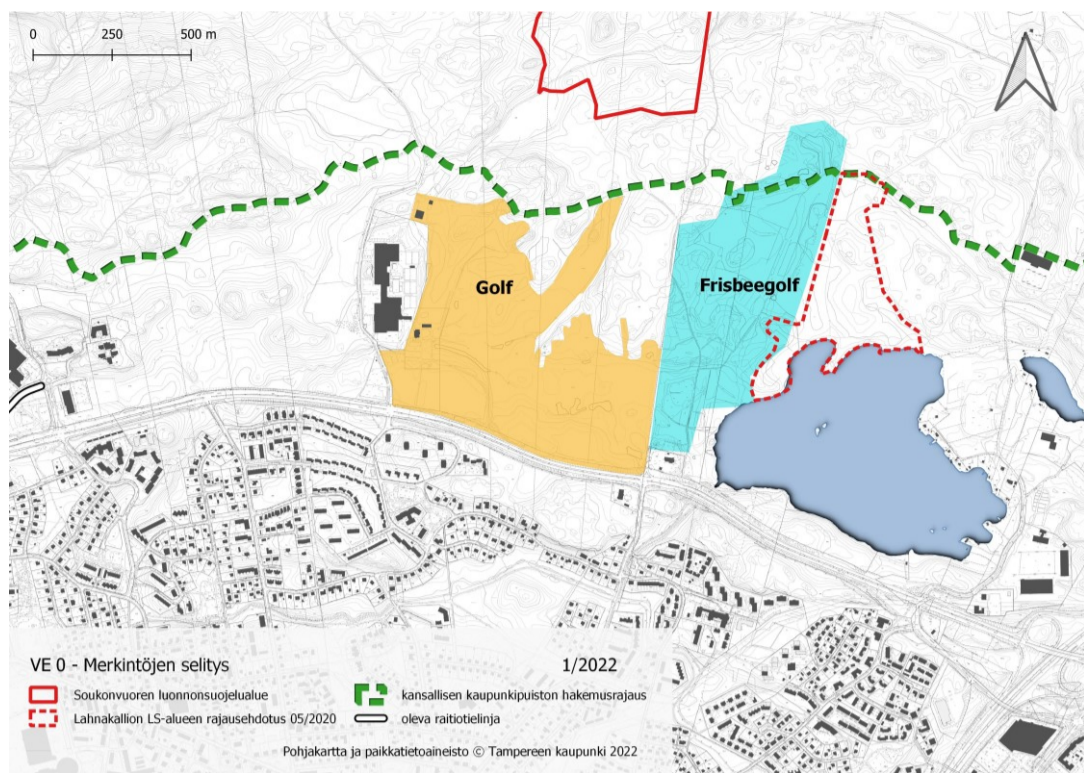 0 250 500 m
Golf
Frisbeegolf
VE 0 - Merkintöjen selitys 1/2022
Soukonvuoren luonnonsuojelualue
kansallisen kaupunkipuiston hakemusrajaus
Lahnakallion LS-alueen rajausehdotus 05/2020
oleva raitiotielinja
Pohjakartta ja paikkatietoaineisto © Tampereen kaupunki 2022